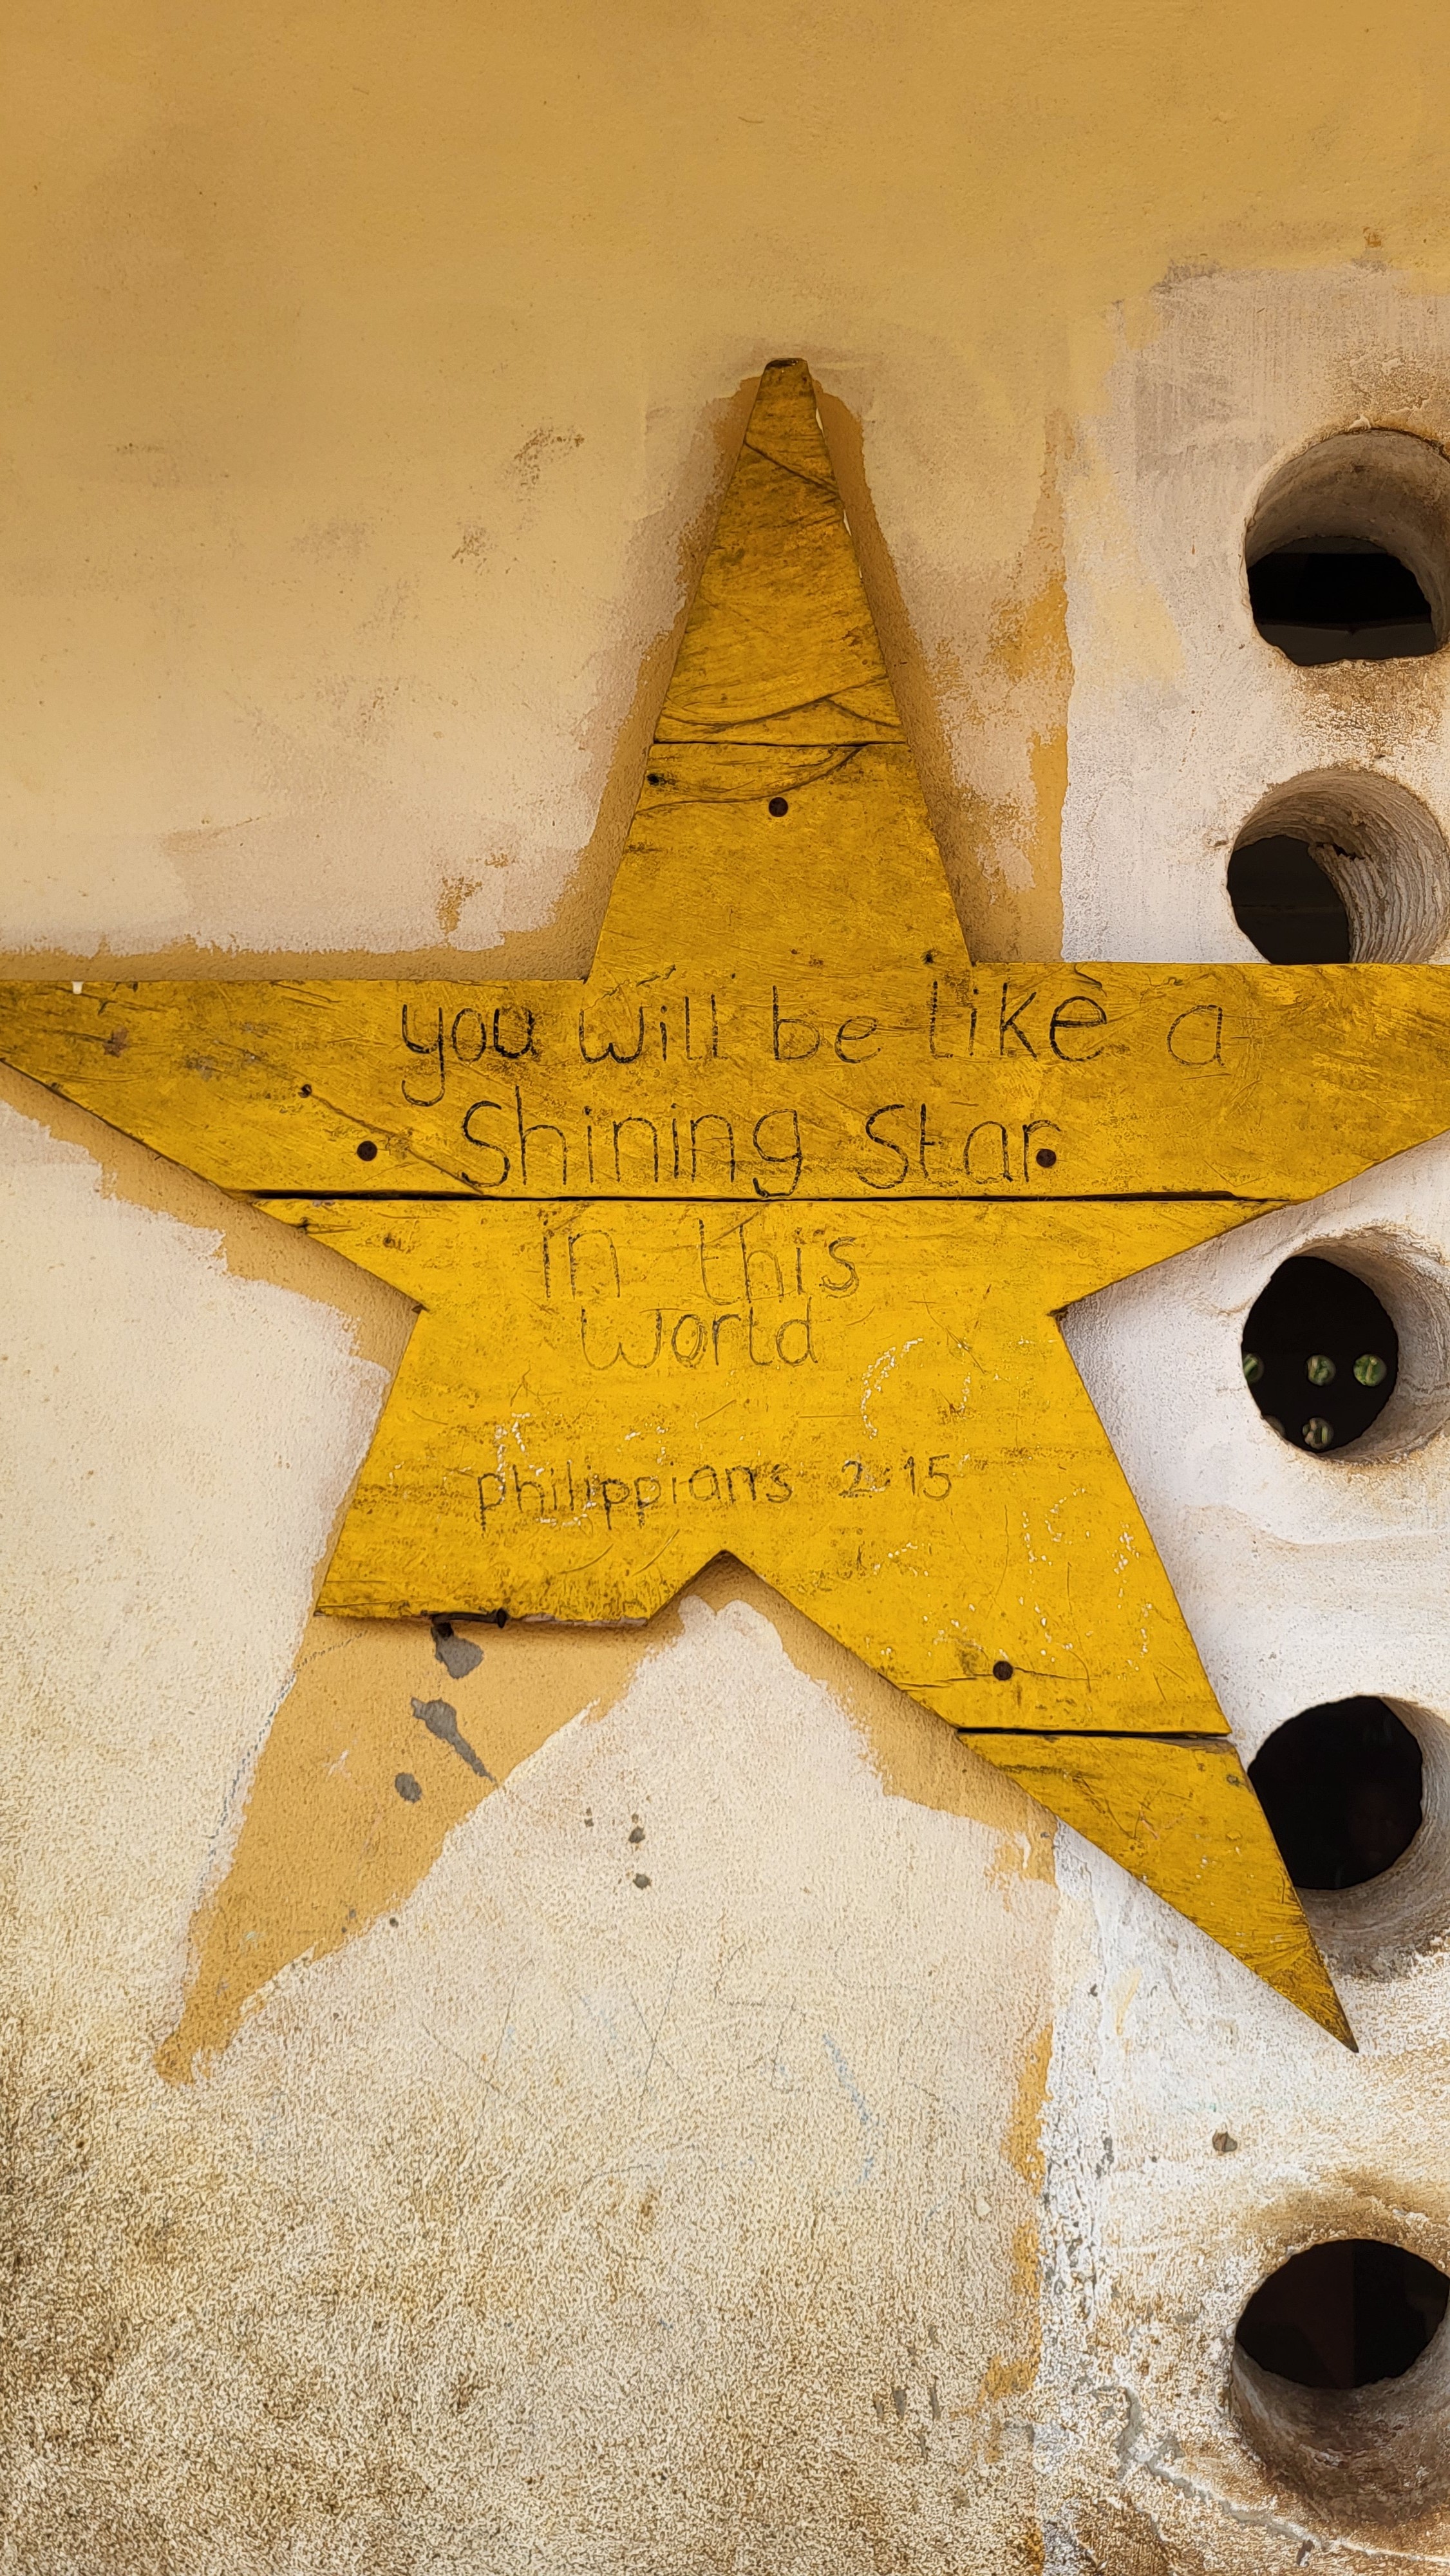 you will be like a
Shining Star
in this
world
philippians 2:15